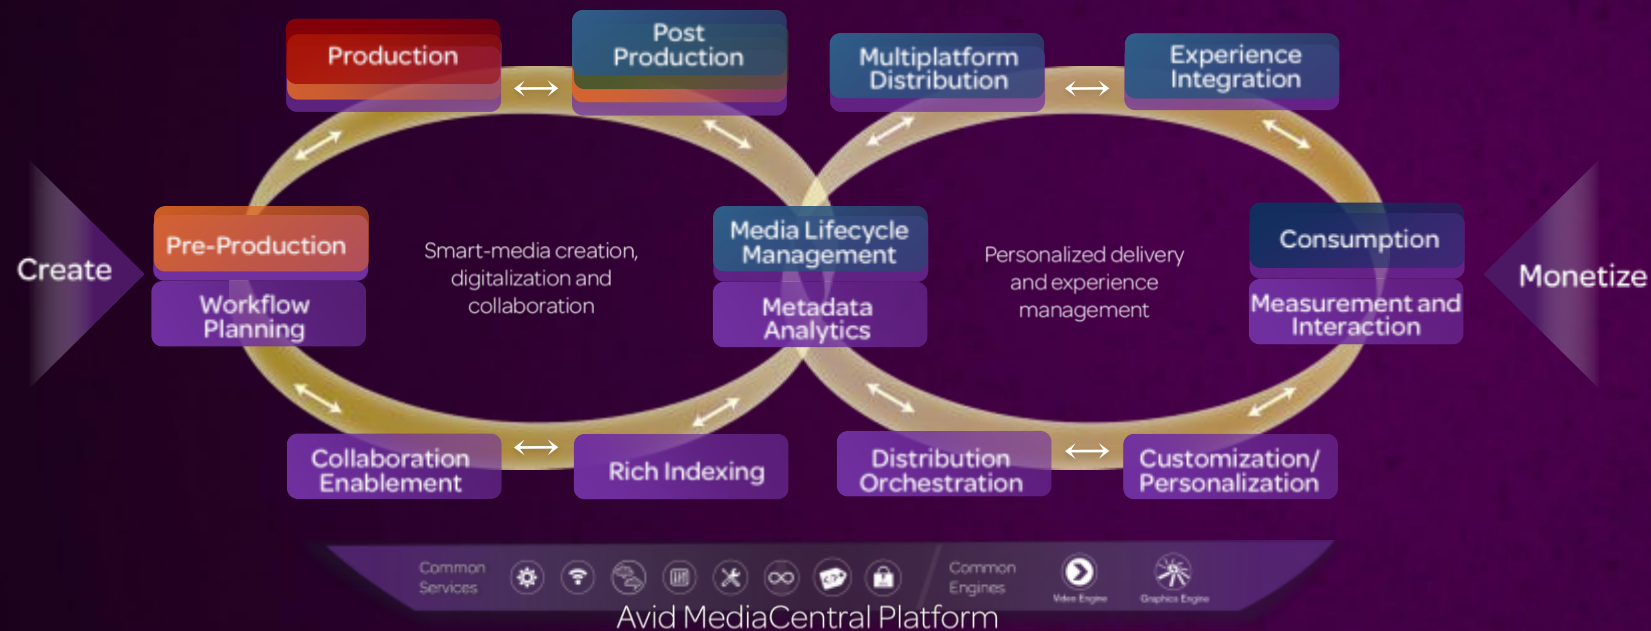 Production
Post
Production
Multiplatform
Distribution
Experience
Integration
Create
Pre-Production
Workflow
Planning
Smart-media creation,
digitalization and
collaboration
Media Lifecycle
Management
Metadata
Analytics
Personalized delivery
and experience
management
Consumption
Measurement and
Interaction
Monetize
Collaboration
Enablement
Rich Indexing
Distribution
Orchestration
Customization/
Personalization
Common
Services
Common
Engines
Video Engine
Graphics Engine
Avid MediaCentral Platform